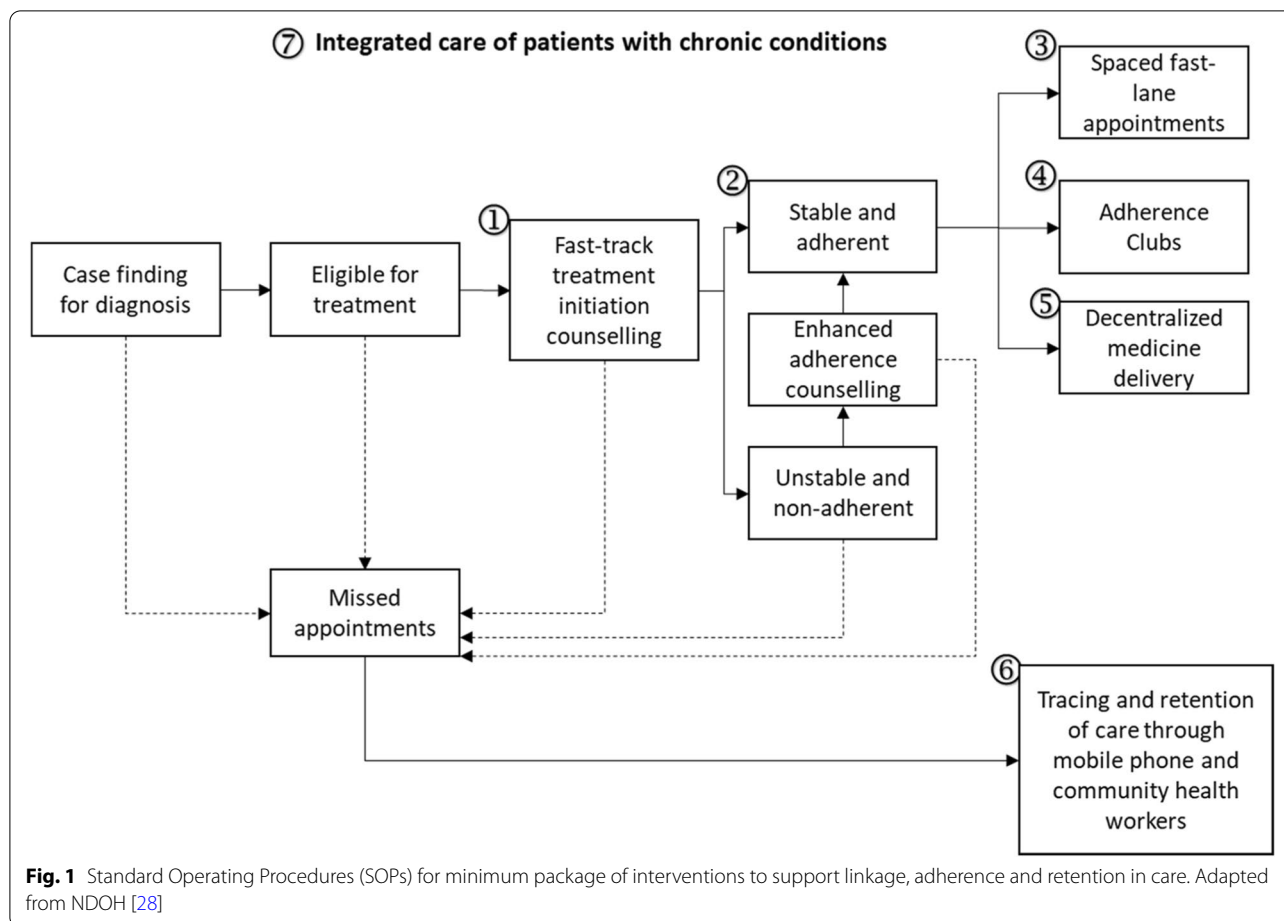 ⑦ Integrated care of patients with chronic conditions
③
Spaced fast-
lane
appointments
②
Stable and
adherent
④
Adherence
Clubs
①
Fast-track
treatment
initiation
counselling
Case finding
for diagnosis
Eligible for
treatment
⑤
Decentralized
medicine
delivery
Enhanced
adherence
counselling
Unstable and
non-adherent
Missed
appointments
⑥
Tracing and retention
of care through
mobile phone and
community health
workers
Fig. 1 Standard Operating Procedures (SOPs) for minimum package of interventions to support linkage, adherence and retention in care. Adapted
from NDOH [28]